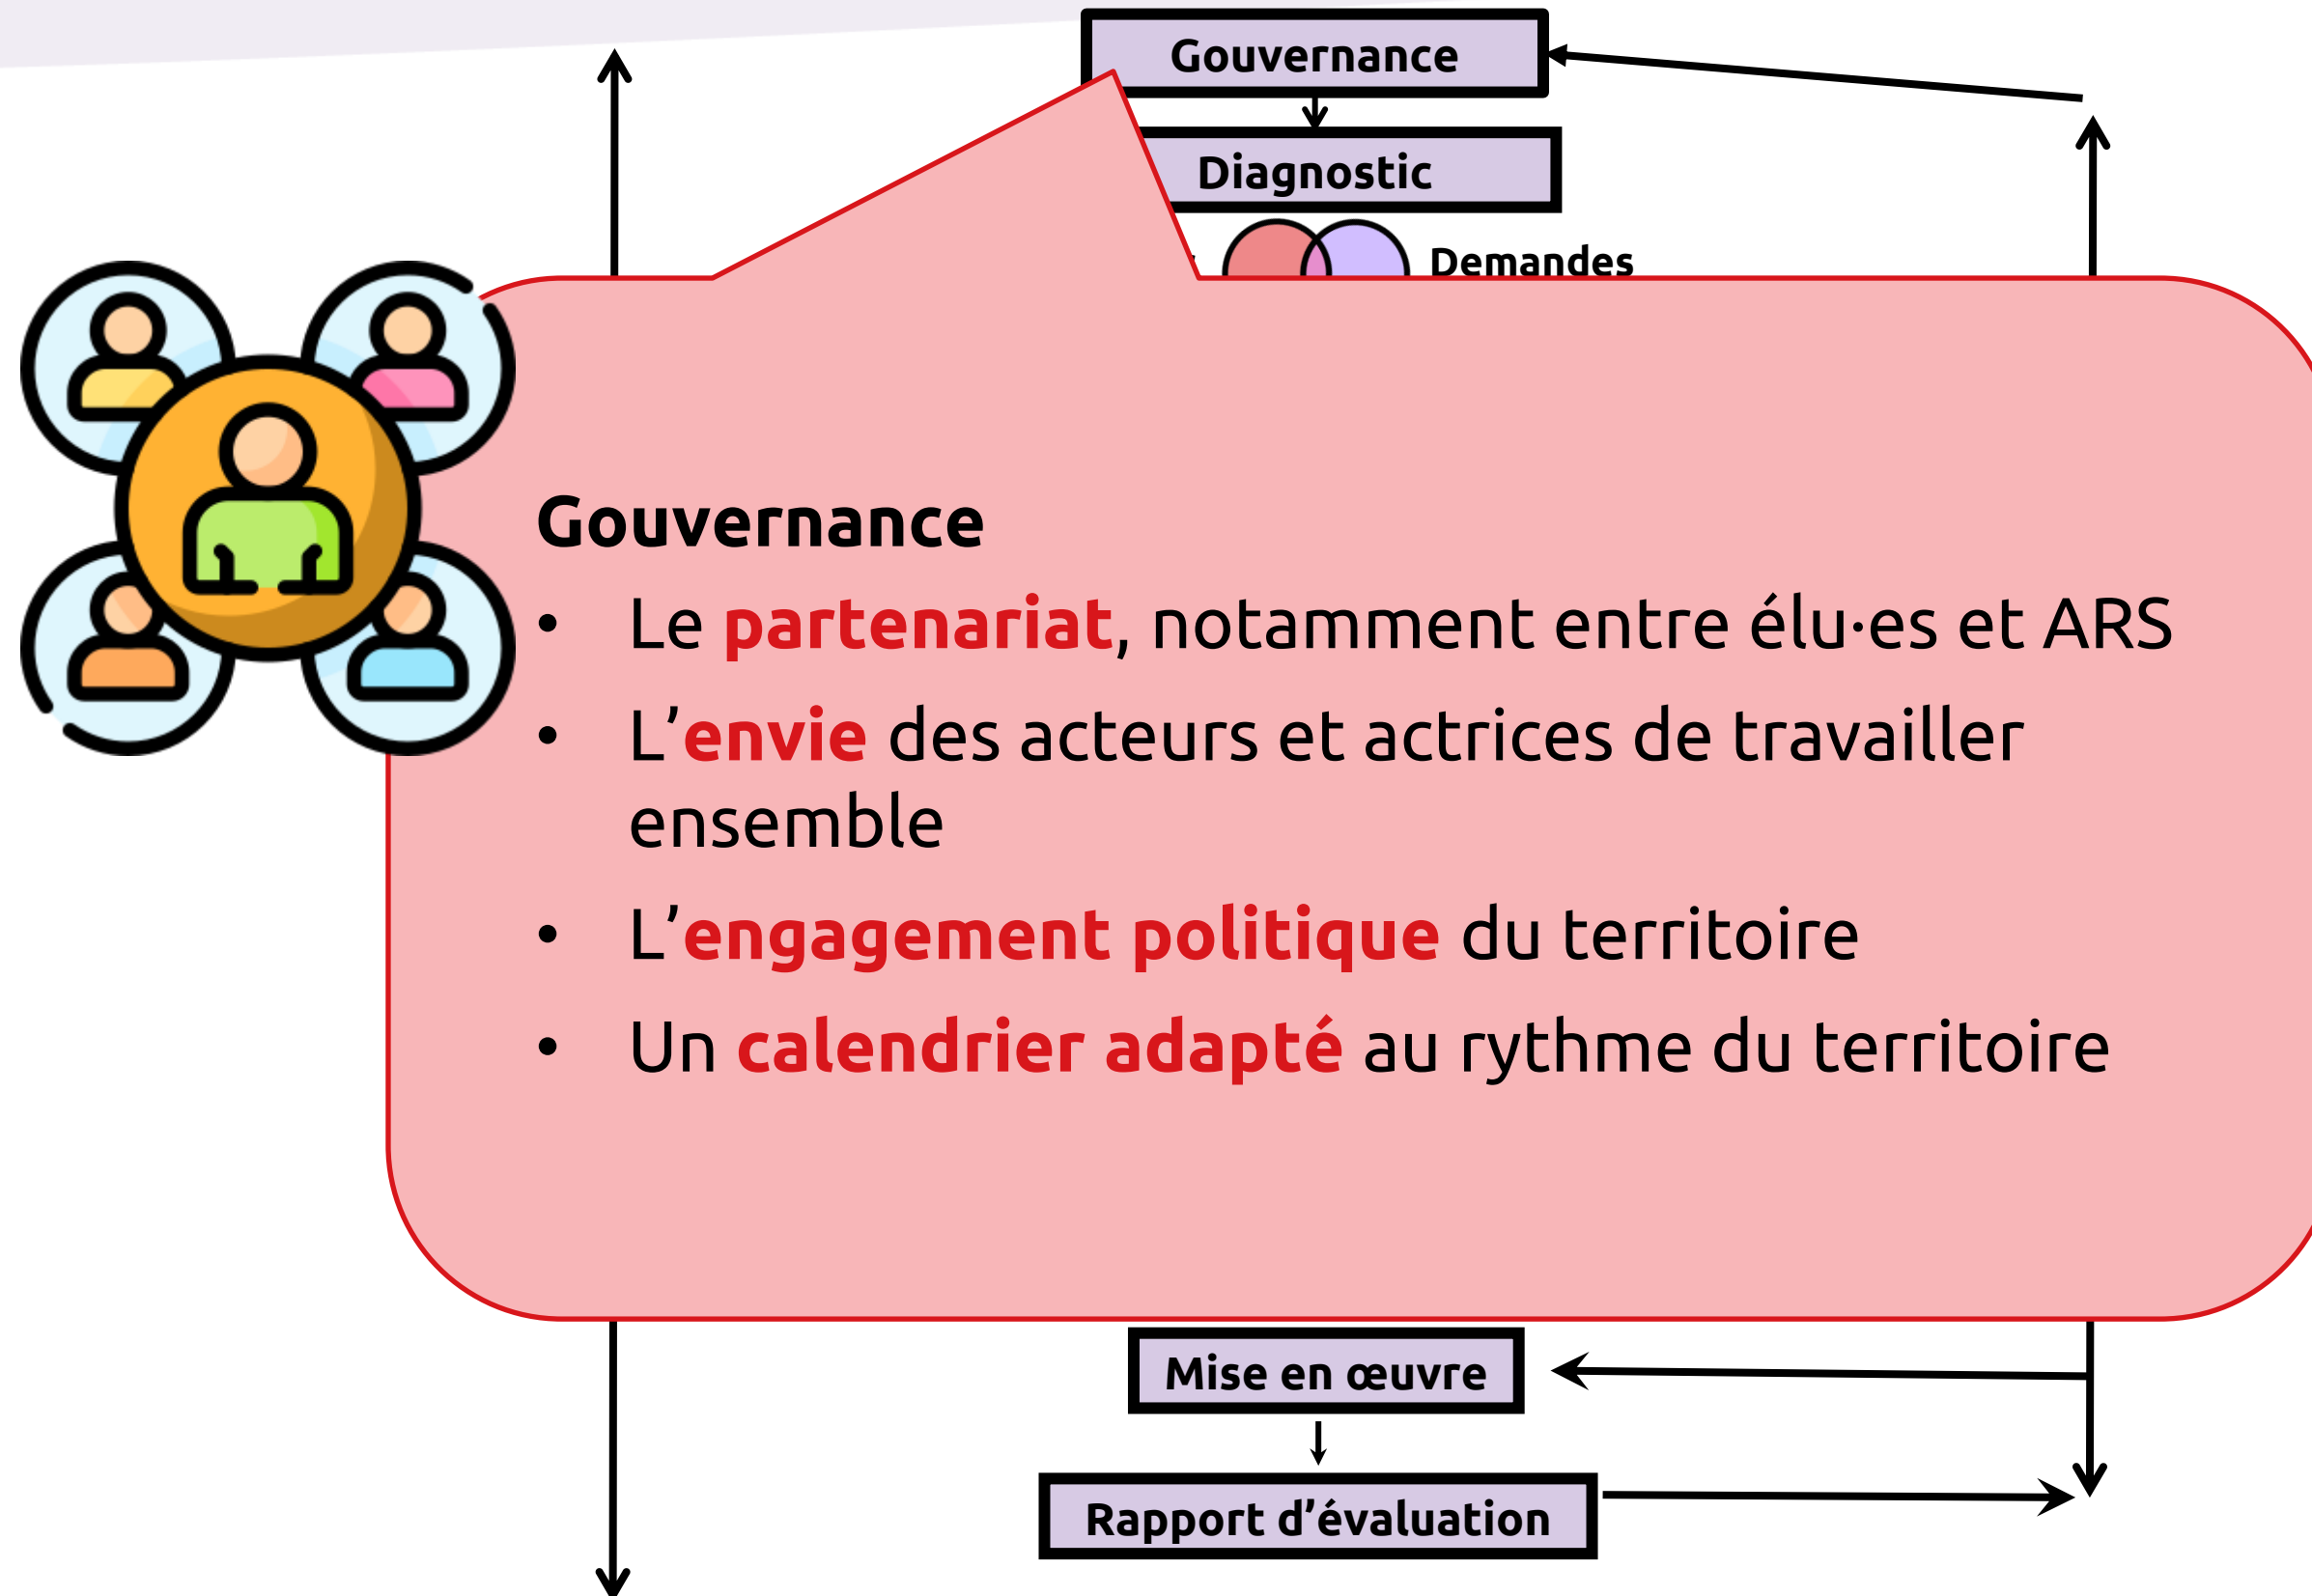 Gouvernance
Diagnostic
Demandes
Gouvernance
• Le partenariat, notamment entre élu·es et ARS
• L’envie des acteurs et actrices de travailler
ensemble
• L’engagement politique du territoire
• Un calendrier adapté au rythme du territoire
Mise en œuvre
Rapport d’évaluation